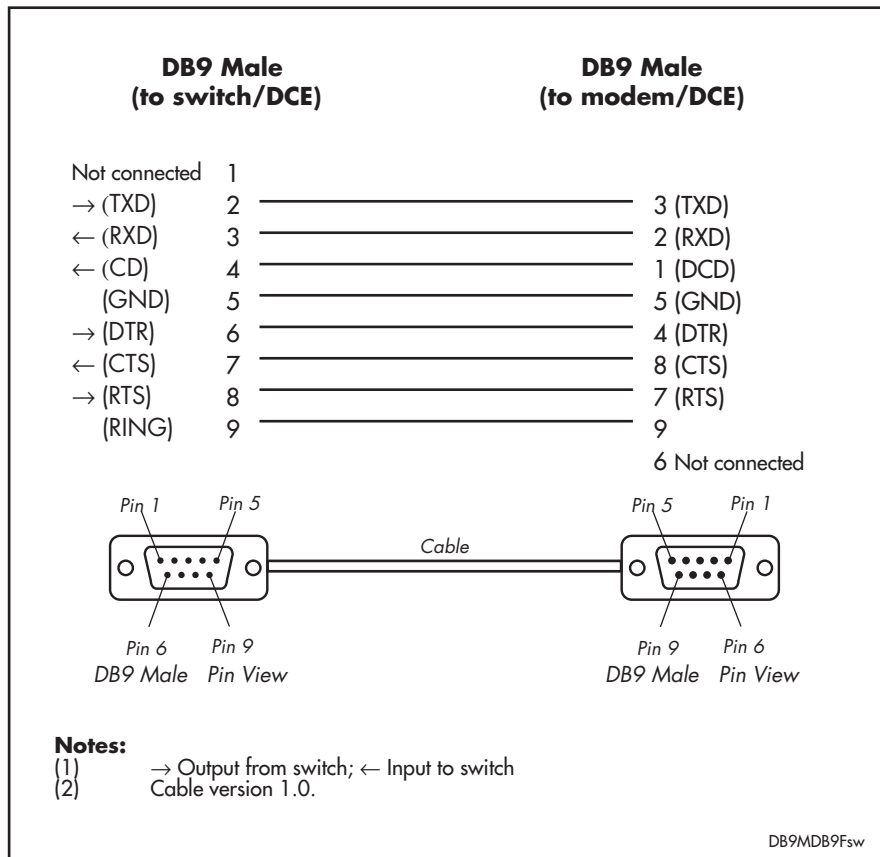 DB9 Male DB9 Male
(to switch/DCE) (to modem/DCE)
Not connected 1
→ (TXD) 2 3 (TXD)
← (RXD) 3 2 (RXD)
← (CD) 4 1 (DCD)
(GND) 5 5 (GND)
→ (DTR) 6 4 (DTR)
← (CTS) 7 8 (CTS)
→ (RTS) 8 7 (RTS)
(RING) 9 9
6 Not connected
Pin 1 Pin 5 Pin 5 Pin 1
Cable
Pin 6 Pin 9 Pin 9 Pin 6
DB9 Male Pin View DB9 Male Pin View
Notes:
(1) → Output from switch; ← Input to switch
(2) Cable version 1.0.
DB9MDB9Fsw